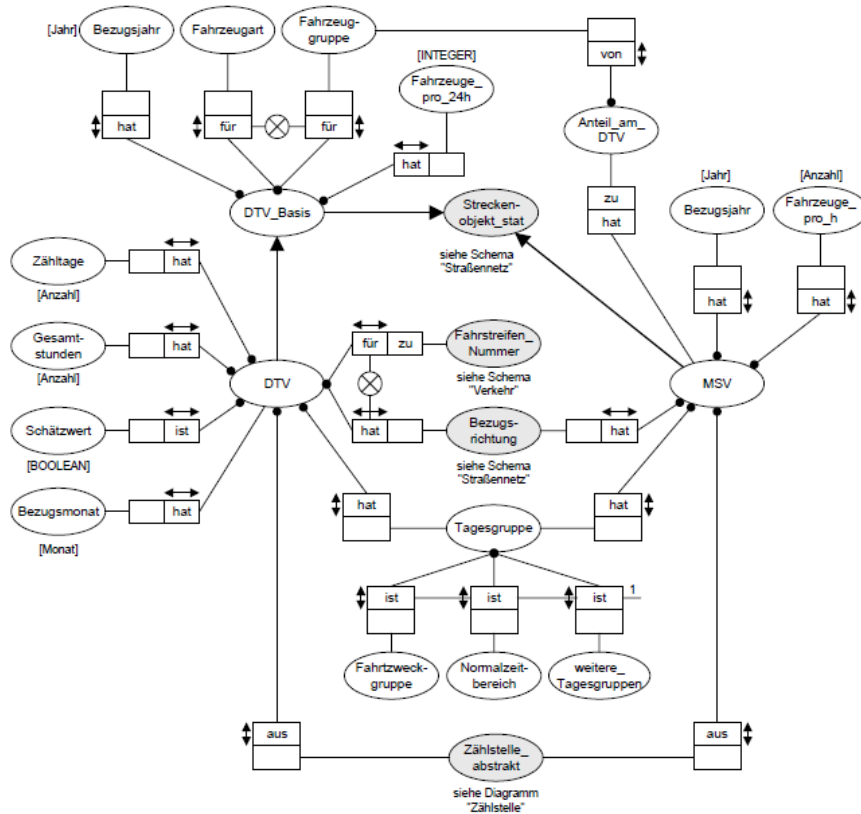 [Jahr]
Bezugsjahr
Fahrzeugart
Fahrzeug-
gruppe
von
[INTEGER]
Fahrzeuge_
pro_24h
hat
für
für
Anteil_am_
DTV
hat
zu
hat
[Jahr]
Bezugsjahr
[Anzahl]
Fahrzeuge_
pro_h
DTV_Basis
Strecken-
objekt_stat
siehe Schema
"Straßennetz"
hat
hat
Zähltage
hat
[Anzahl]
Gesamt-
stunden
hat
[Anzahl]
für
zu
Fahrstreifen_
Nummer
siehe Schema
"Verkehr"
DTV
MSV
Schätzwert
ist
[BOOLEAN]
hat
Bezugs-
richtung
hat
siehe Schema
"Straßennetz"
Bezugsmonat
hat
[Monat]
hat
Tagesgruppe
hat
ist
ist
ist
1
Fahrtzweck-
gruppe
Normalzeit-
bereich
weitere_
Tagesgruppen
aus
Zählstelle_
abstrakt
aus
siehe Diagramm
"Zählstelle"